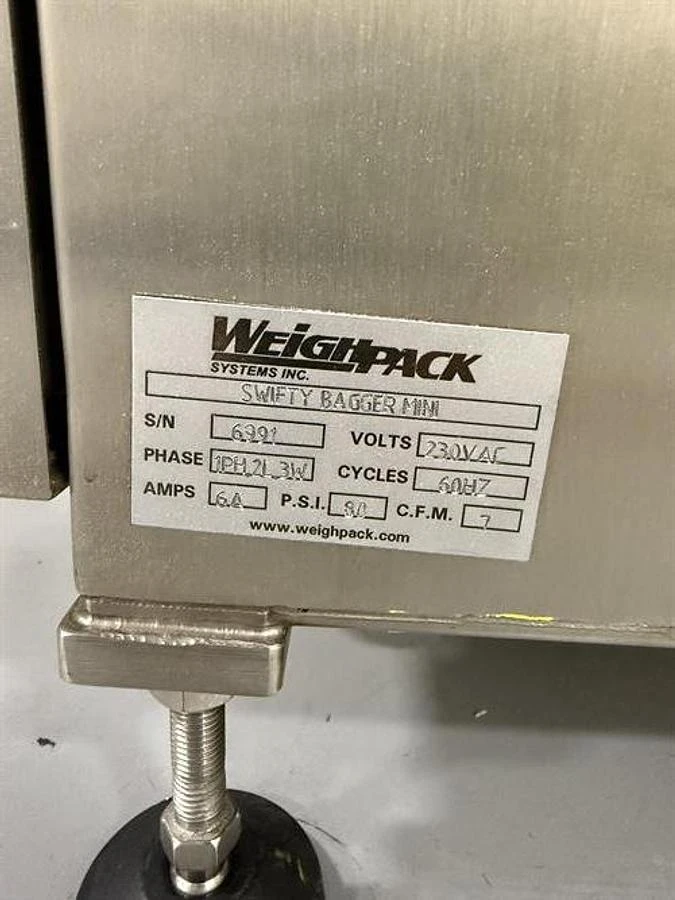 WEIGHPACK
SYSTEMS INC.
SWIFTY BAGGER MINI
S/N 6991 VOLTS 230VAC
PHASE 1PH,2L,3W CYCLES 60HZ
AMPS 6A P.S.I. 80 C.F.M. 7
www.weighpack.com